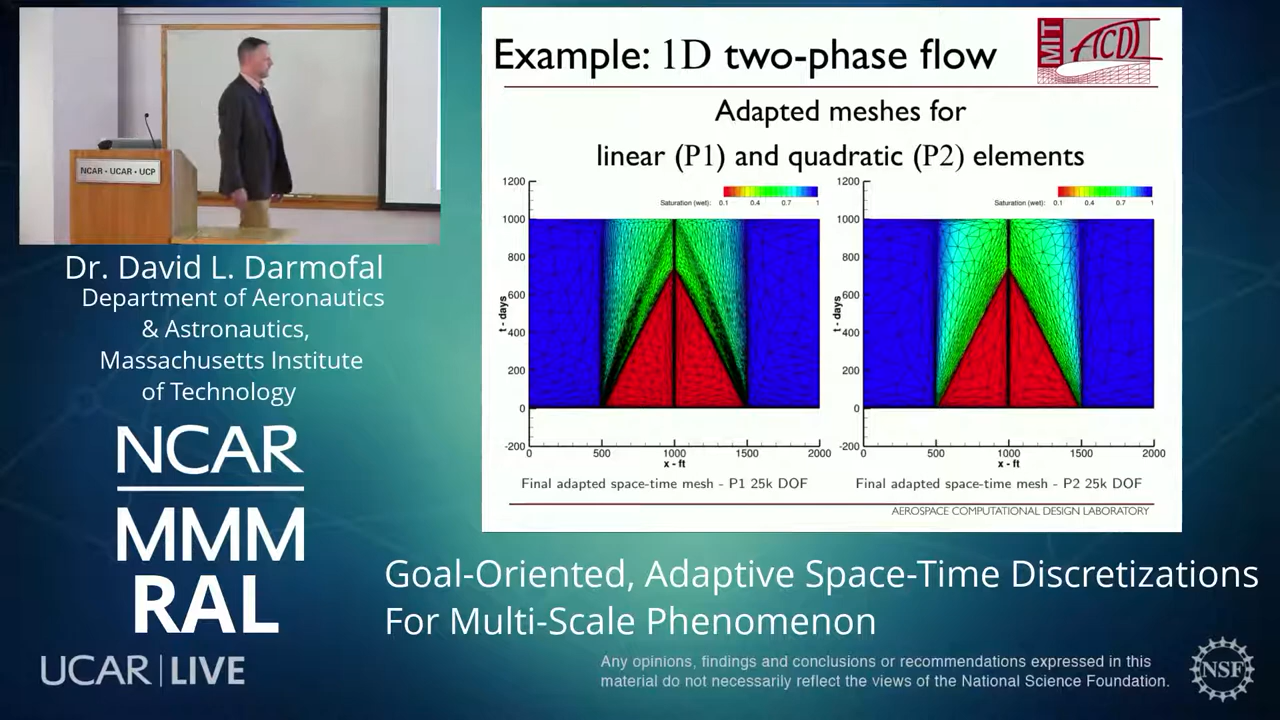 NCAR • UCAR • UCP
Dr. David L. Darmofal
Department of Aeronautics
& Astronautics,
Massachusetts Institute
of Technology
NCAR
MMM
RAL
UCAR | LIVE
Example: 1D two-phase flow
MIT ACDL
Adapted meshes for
linear (P1) and quadratic (P2) elements
Saturation (wet): 0.1 0.4 0.7 1
1200
1000
800
600
400
200
0
-200
t - days
0 500 1000 1500 2000
x - ft
Final adapted space-time mesh - P1 25k DOF
Saturation (wet): 0.1 0.4 0.7 1
1200
1000
800
600
400
200
0
-200
t - days
0 500 1000 1500 2000
x - ft
Final adapted space-time mesh - P2 25k DOF
AEROSPACE COMPUTATIONAL DESIGN LABORATORY
Goal-Oriented, Adaptive Space-Time Discretizations
For Multi-Scale Phenomenon
Any opinions, findings and conclusions or recommendations expressed in this
material do not necessarily reflect the views of the National Science Foundation.
NSF